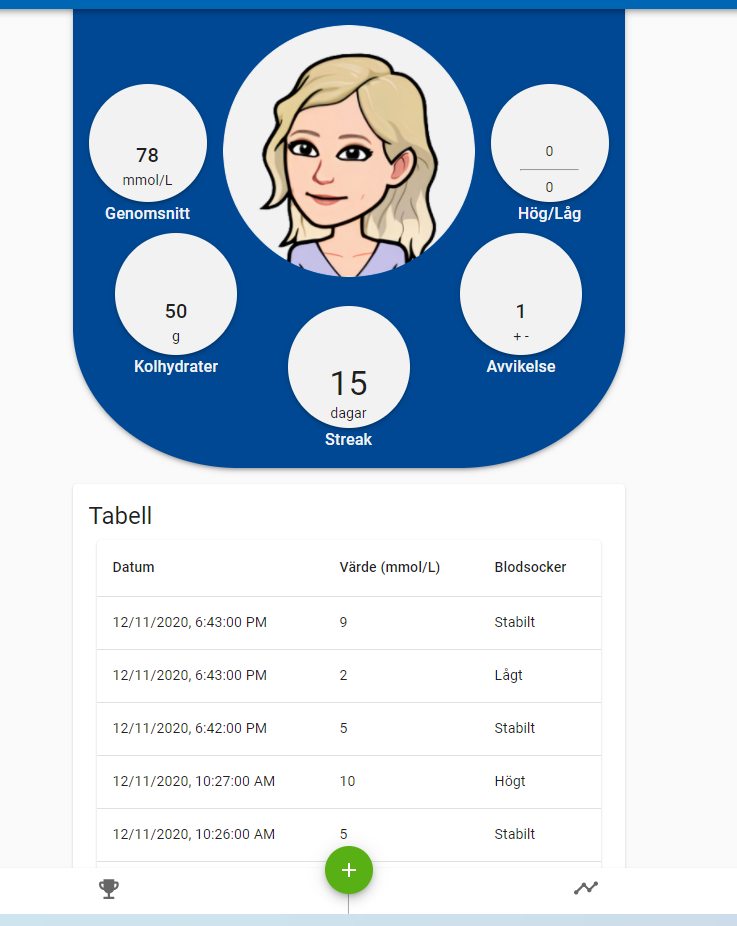 78
mmol/L
Genomsnitt
0
0
Hög/Låg
50
g
Kolhydrater
1
+ -
Avvikelse
15
dagar
Streak
Tabell
Datum Värde (mmol/L) Blodsocker
12/11/2020, 6:43:00 PM 9 Stabilt
12/11/2020, 6:43:00 PM 2 Lågt
12/11/2020, 6:42:00 PM 5 Stabilt
12/11/2020, 10:27:00 AM 10 Högt
12/11/2020, 10:26:00 AM 5 Stabilt
+